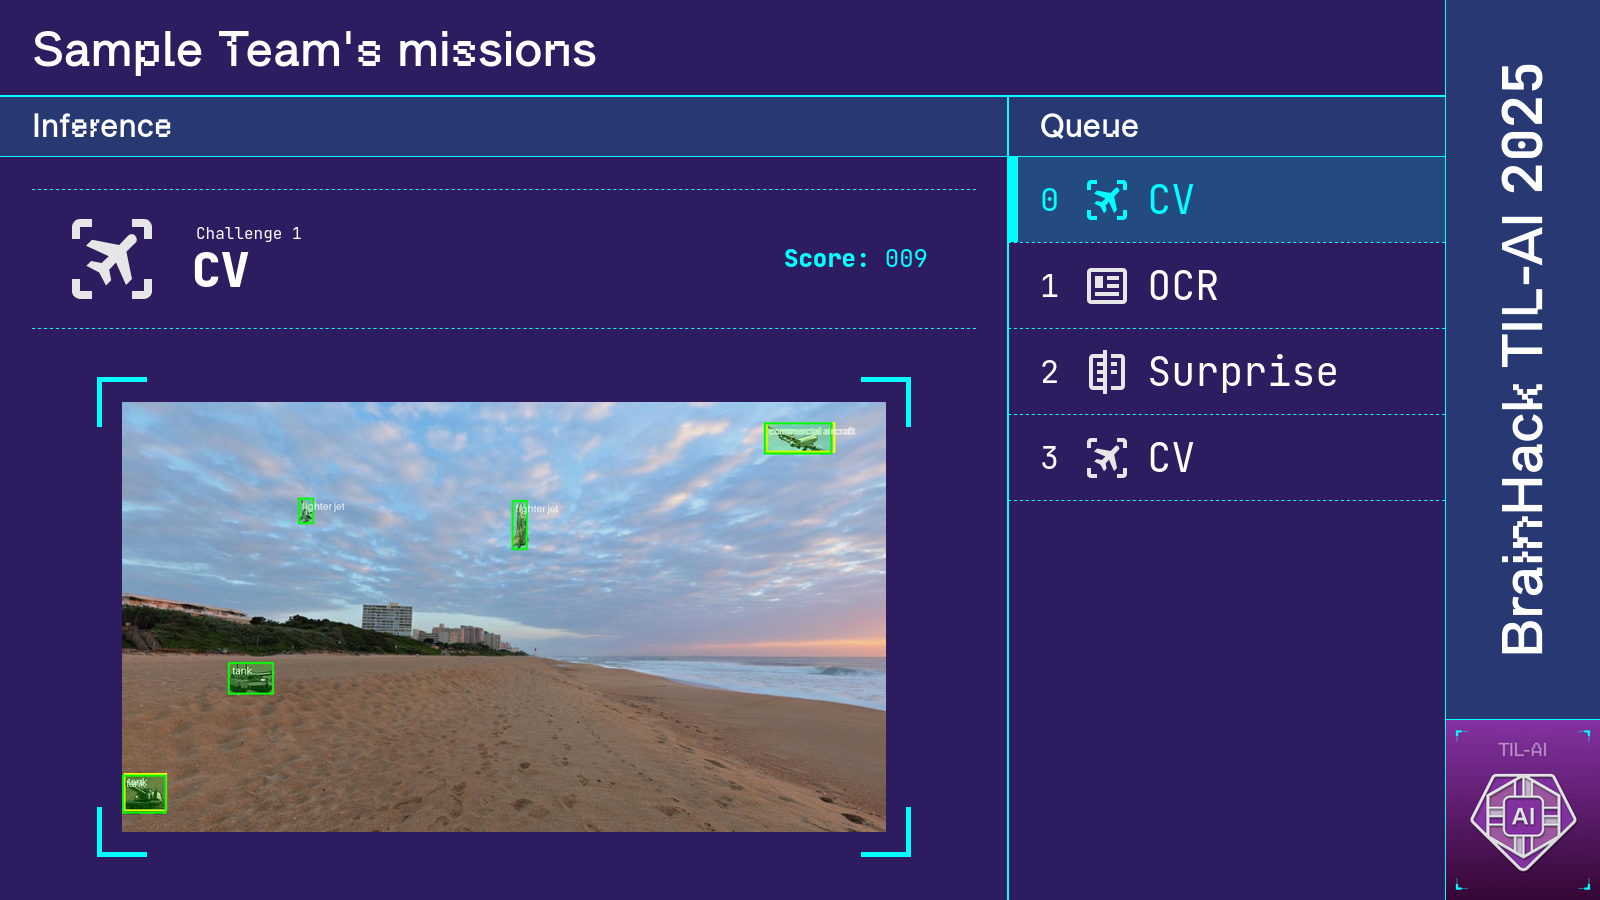 Sample Team's missions
Inference
Challenge 1
CV
Score: 009
commercial aircraft
fighter jet
fighter jet
tank
tank
tank
Queue
0 CV
1 OCR
2 Surprise
3 CV
BrainHack TIL-AI 2025
TIL-AI
AI